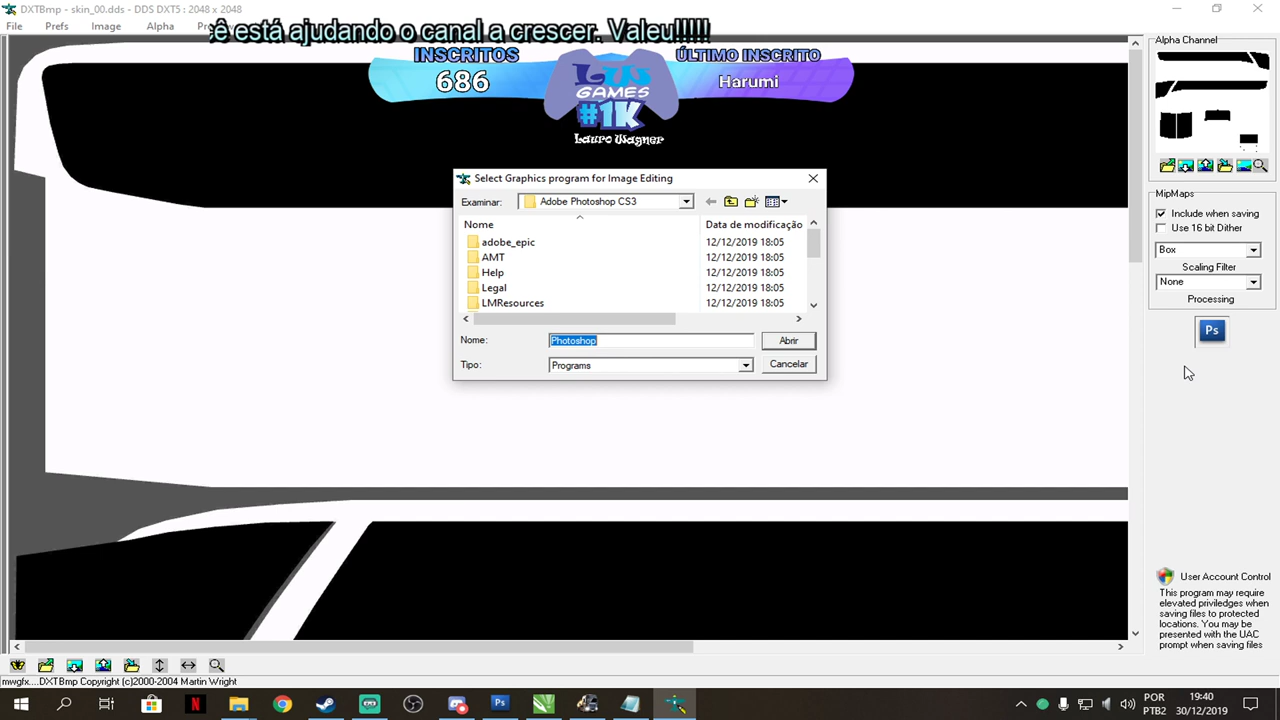 DXTBmp - skin_00.dds - DDS DXT5 : 2048 x 2048
File Prefs Image Alpha
ê está ajudando o canal a crescer. Valeu!!!!!
INSCRITOS
686
LUS
GAMES
#1K
Lauro Wagner
ÚLTIMO INSCRITO
Harumi
Select Graphics program for Image Editing
Examinar: Adobe Photoshop CS3
Nome Data de modificação
adobe_epic 12/12/2019 18:05
AMT 12/12/2019 18:05
Help 12/12/2019 18:05
Legal 12/12/2019 18:05
LMResources 12/12/2019 18:05
Nome: Photoshop Abrir
Tipo: Programs Cancelar
Alpha Channel
MipMaps
Include when saving
Use 16 bit Dither
Box
Scaling Filter
None
Processing
Ps
User Account Control
This program may require
elevated priviledges when
saving files to protected
locations. You may be
presented with the UAC
prompt when saving files
mwgfx... DXTBmp Copyright (c)2000-2004 Martin Wright
N
Ps
POR
PTB2
19:40
30/12/2019